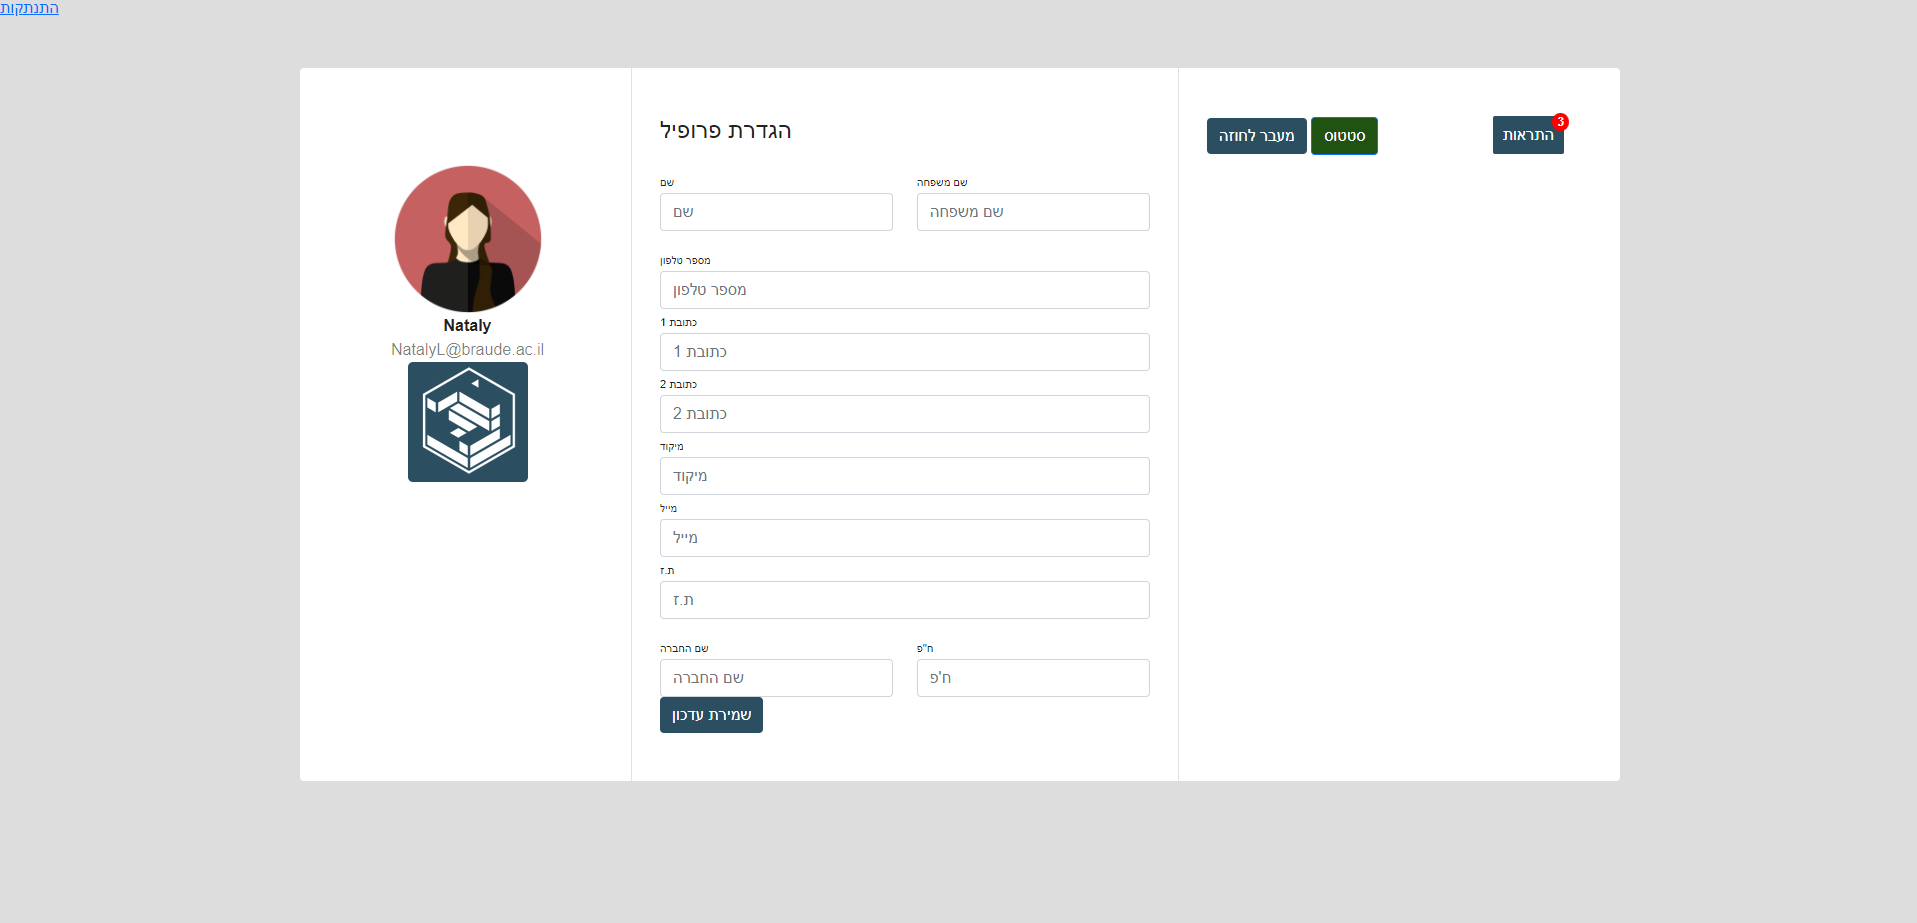 התנתקות
Nataly
NatalyL@braude.ac.il
הגדרת פרופיל
שם
שם
שם משפחה
שם משפחה
מספר טלפון
מספר טלפון
כתובת 1
כתובת 1
כתובת 2
כתובת 2
מיקוד
מיקוד
מייל
מייל
ת.ז
ת.ז
שם החברה
שם החברה
ח"פ
ח'פ
שמירת עדכון
מעבר לחוזה
סטטוס
התראות
3